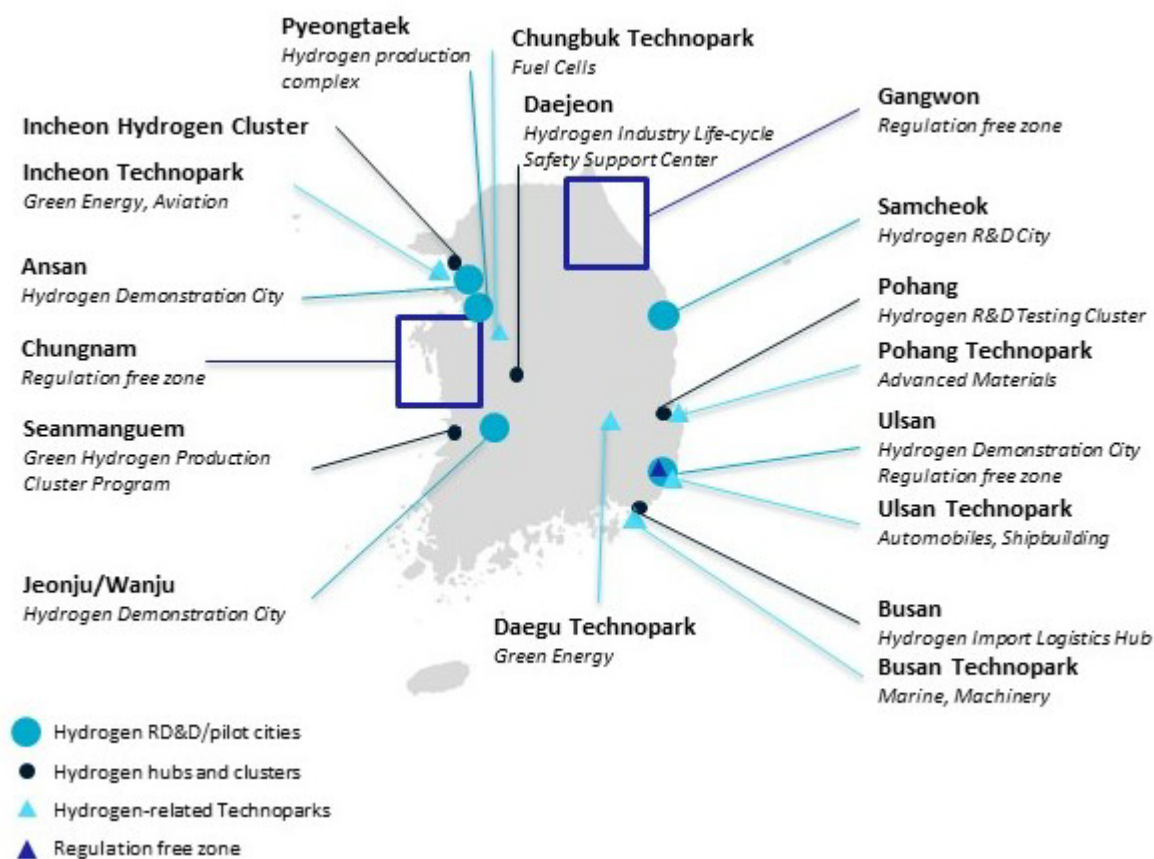 Pyeongtaek
Hydrogen production
complex
Chungbuk Technopark
Fuel Cells
Daejeon
Hydrogen Industry Life-cycle
Safety Support Center
Gangwon
Regulation free zone
Incheon Hydrogen Cluster
Incheon Technopark
Green Energy, Aviation
Samcheok
Hydrogen R&D City
Ansan
Hydrogen Demonstration City
Pohang
Hydrogen R&D Testing Cluster
Chungnam
Regulation free zone
Pohang Technopark
Advanced Materials
Seanmanguem
Green Hydrogen Production
Cluster Program
Ulsan
Hydrogen Demonstration City
Regulation free zone
Ulsan Technopark
Automobiles, Shipbuilding
Jeonju/Wanju
Hydrogen Demonstration City
Daegu Technopark
Green Energy
Busan
Hydrogen Import Logistics Hub
Busan Technopark
Marine, Machinery
Hydrogen RD&D/pilot cities
Hydrogen hubs and clusters
Hydrogen-related Technoparks
Regulation free zone